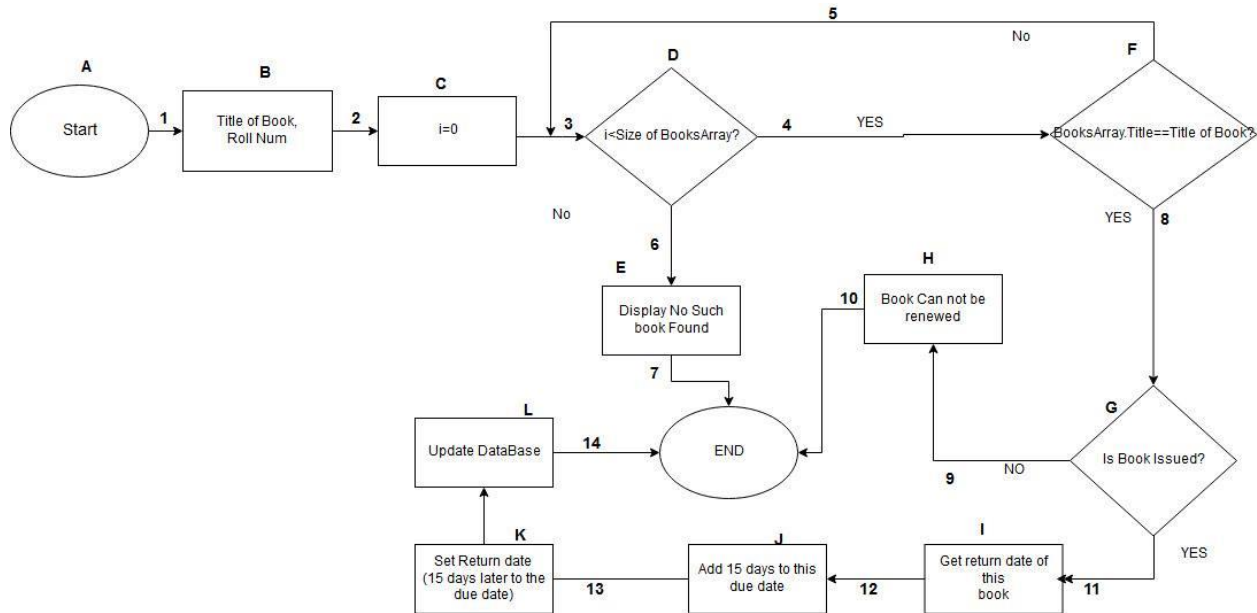 A
Start
1
B
Title of Book,
Roll Num
2
C
i=0
3
D
i<Size of BooksArray?
4
YES
5
No
F
BooksArray.Title==Title of Book?
No
6
YES
8
E
Display No Such
book Found
7
H
Book Can not be
renewed
10
G
Is Book Issued?
NO
9
END
L
Update DataBase
14
YES
K
Set Return date
(15 days later to the
due date)
13
J
Add 15 days to this
due date
12
I
Get return date of
this
book
11